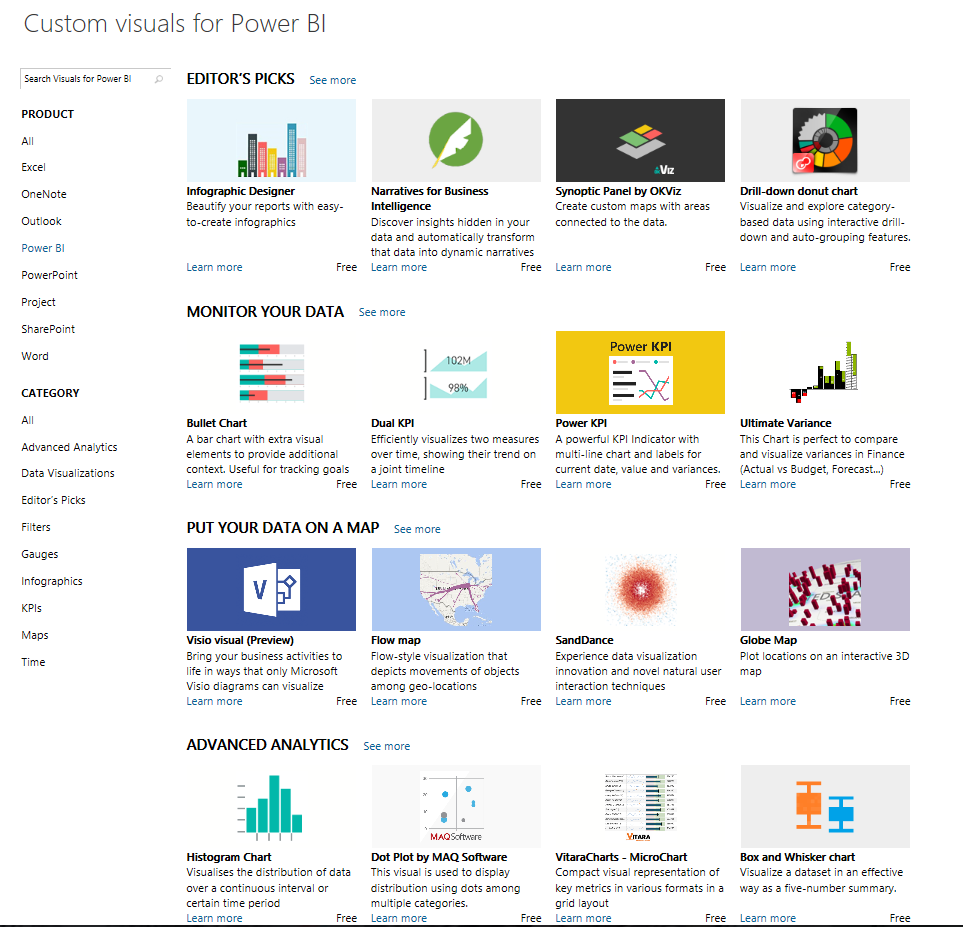 Custom visuals for Power BI
Search Visuals for Power BI
PRODUCT
All
Excel
OneNote
Outlook
Power BI
PowerPoint
Project
SharePoint
Word
CATEGORY
All
Advanced Analytics
Data Visualizations
Editor's Picks
Filters
Gauges
Infographics
KPIs
Maps
Time
EDITOR'S PICKS See more
Infographic Designer
Beautify your reports with easy-
to-create infographics
Learn more Free
Narratives for Business
Intelligence
Discover insights hidden in your
data and automatically transform
that data into dynamic narratives
Learn more Free
Viz
Synoptic Panel by OKViz
Create custom maps with areas
connected to the data.
Learn more Free
Drill-down donut chart
Visualize and explore category-
based data using interactive drill-
down and auto-grouping features.
Learn more Free
MONITOR YOUR DATA See more
Bullet Chart
A bar chart with extra visual
elements to provide additional
context. Useful for tracking goals
Learn more Free
102M
98%
Dual KPI
Efficiently visualizes two measures
over time, showing their trend on
a joint timeline
Learn more Free
Power KPI
Power KPI
A powerful KPI Indicator with
multi-line chart and labels for
current date, value and variances.
Learn more Free
Ultimate Variance
This Chart is perfect to compare
and visualize variances in Finance
(Actual vs Budget, Forecast...)
Learn more Free
PUT YOUR DATA ON A MAP See more
V
Visio visual (Preview)
Bring your business activities to
life in ways that only Microsoft
Visio diagrams can visualize
Learn more Free
Flow map
Flow-style visualization that
depicts movements of objects
among geo-locations
Learn more Free
SandDance
Experience data visualization
innovation and novel natural user
interaction techniques
Learn more Free
Globe Map
Plot locations on an interactive 3D
map
Learn more Free
ADVANCED ANALYTICS See more
Histogram Chart
Visualises the distribution of data
over a continuous interval or
certain time period
Learn more Free
MAQSoftware
Dot Plot by MAQ Software
This visual is used to display
distribution using dots among
multiple categories.
Learn more Free
VITARA
VitaraCharts - MicroChart
Compact visual representation of
key metrics in various formats in a
grid layout
Learn more Free
Box and Whisker chart
Visualize a dataset in an effective
way as a five-number summary.
Learn more Free